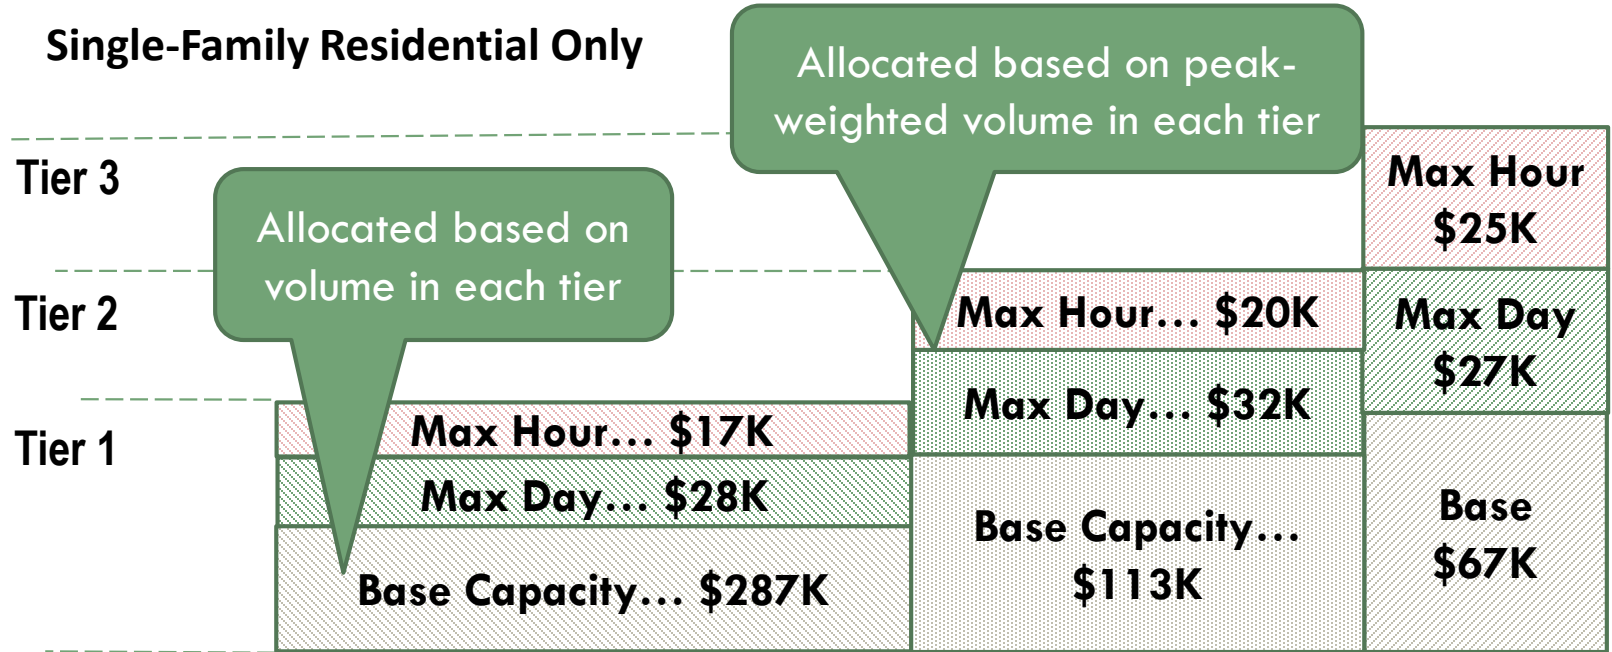 Single-Family Residential Only
Allocated based on peak-
weighted volume in each tier
Tier 3
Allocated based on
volume in each tier
Max Hour
$25K
Tier 2
Max Hour... $20K
Max Day
$27K
Max Day... $32K
Tier 1
Max Hour... $17K
Max Day... $28K
Base Capacity... $287K
Base Capacity...
$113K
Base
$67K